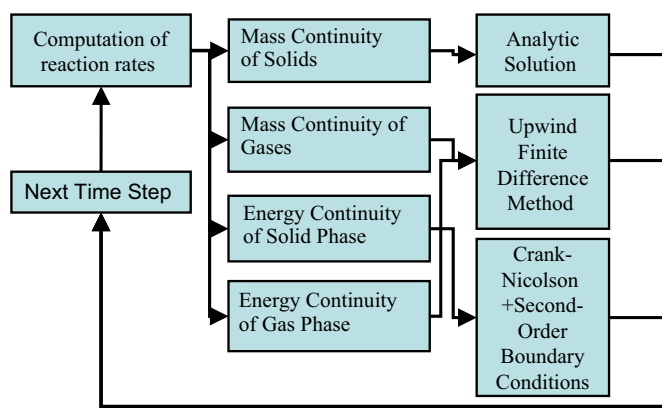 Computation of
reaction rates
Mass Continuity
of Solids
Analytic
Solution
Mass Continuity of
Gases
Upwind
Finite
Difference
Method
Next Time Step
Energy Continuity
of Solid Phase
Energy Continuity
of Gas Phase
Crank-
Nicolson
+Second-
Order
Boundary
Conditions